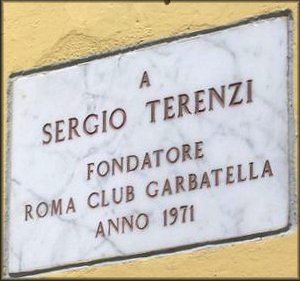 A
SERGIO TERENZI
FONDATORE
ROMA CLUB GARBATELLA
ANNO 1971